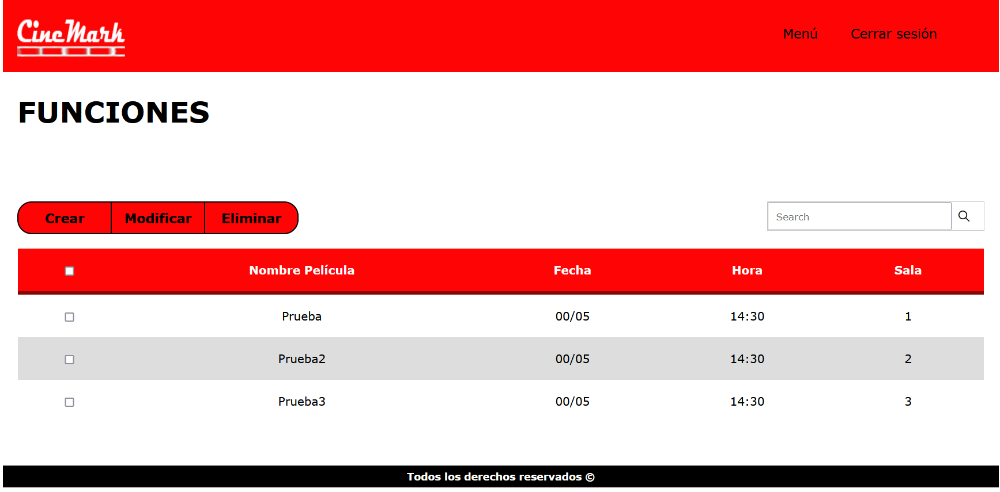 CineMark
Menú Cerrar sesión
FUNCIONES
Crear Modificar Eliminar
Search
Nombre Película Fecha Hora Sala
Prueba 00/05 14:30 1
Prueba2 00/05 14:30 2
Prueba3 00/05 14:30 3
Todos los derechos reservados ©